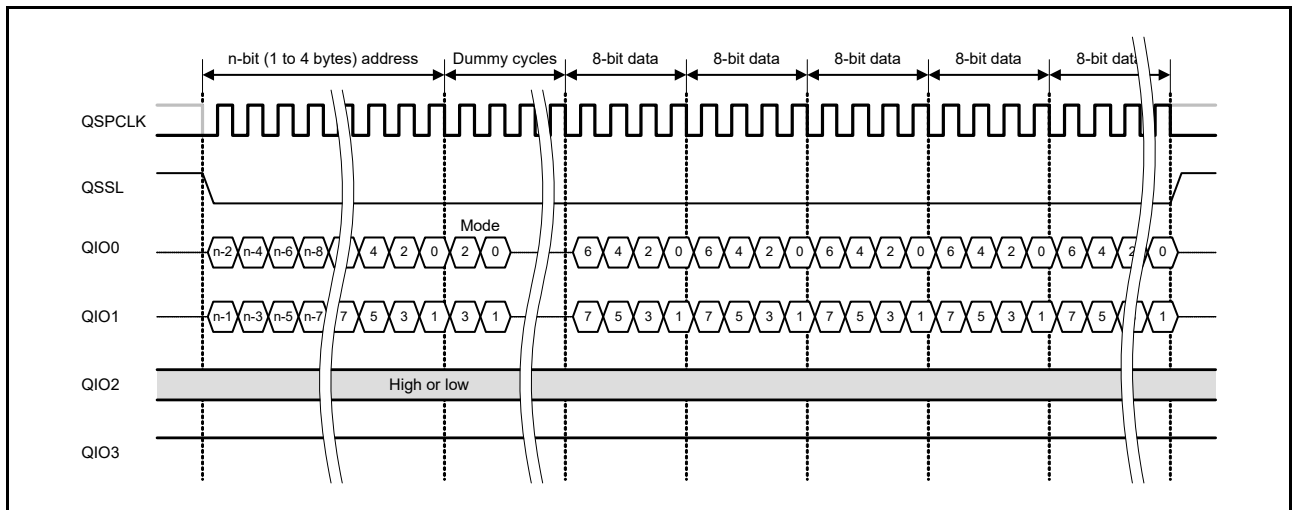 n-bit (1 to 4 bytes) address Dummy cycles 8-bit data 8-bit data 8-bit data 8-bit data 8-bit data
QSPCLK
QSSL
Mode
QIO0 n-2 n-4 n-6 n-8 4 2 0 2 0 6 4 2 0 6 4 2 0 6 4 2 0 6 4 2 0 6 4 2 0
QIO1 n-1 n-3 n-5 n-7 7 5 3 1 3 1 7 5 3 1 7 5 3 1 7 5 3 1 7 5 3 1 7 5 1
QIO2 High or low
QIO3